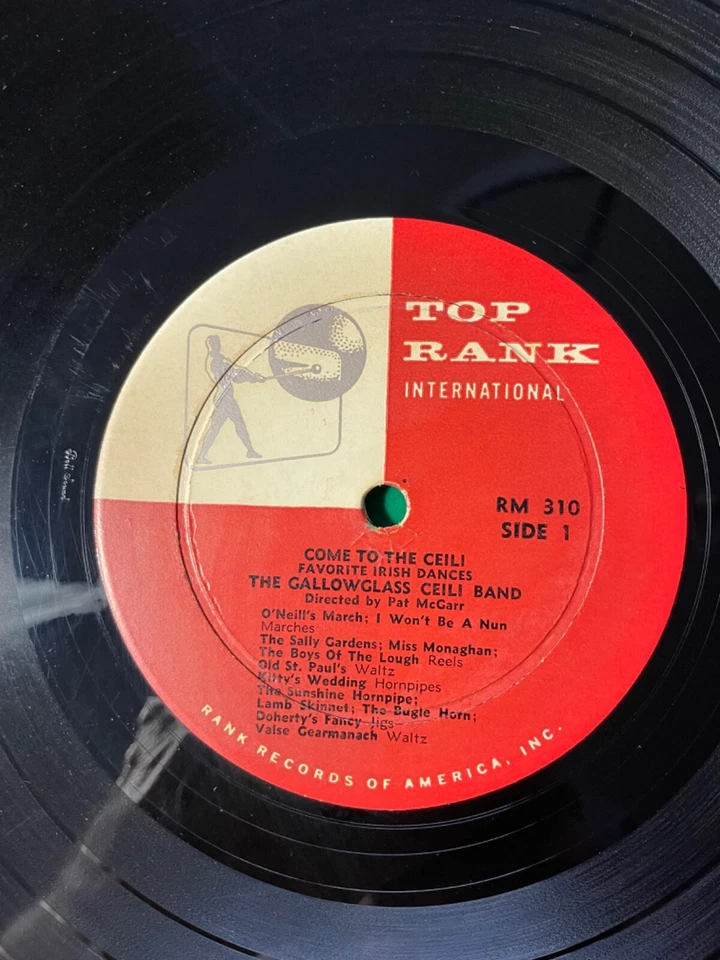 TOP
RANK
INTERNATIONAL
RM 310
SIDE 1
COME TO THE CEILI
FAVORITE IRISH DANCES
THE GALLOWGLASS CEILI BAND
Directed by Pat McGarr
O'Neill's March; I Won't Be A Nun
Marches
The Sally Gardens; Miss Monaghan;
The Boys Of The Lough Reels
Old St. Paul's Waltz
Kitty's Wedding Hornpipes
The Sunshine Hornpipe;
Lamb Skinnet; The Bugle Horn;
Doherty's Fancy Jigs
Valse Gearmanach Waltz
RANK RECORDS OF AMERICA, INC.